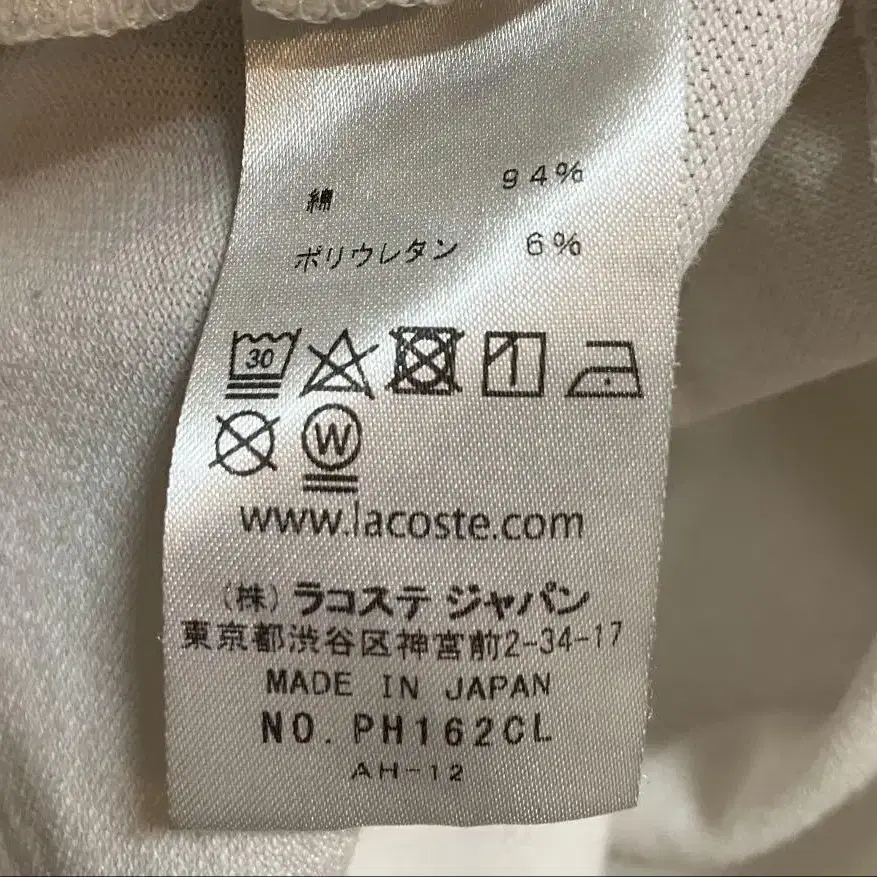 綿 94%
ポリウレタン 6%
30
W
www.lacoste.com
(株) ラコステ ジャパン
東京都渋谷区神宮前2-34-17
MADE IN JAPAN
NO. PH162CL
AH-12